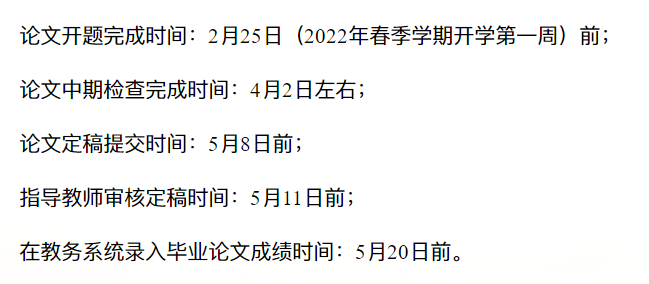 论文开题完成时间：2月25日（2022年春季学期开学第一周）前；
论文中期检查完成时间：4月2日左右；
论文定稿提交时间：5月8日前；
指导教师审核定稿时间：5月11日前；
在教务系统录入毕业论文成绩时间：5月20日前。